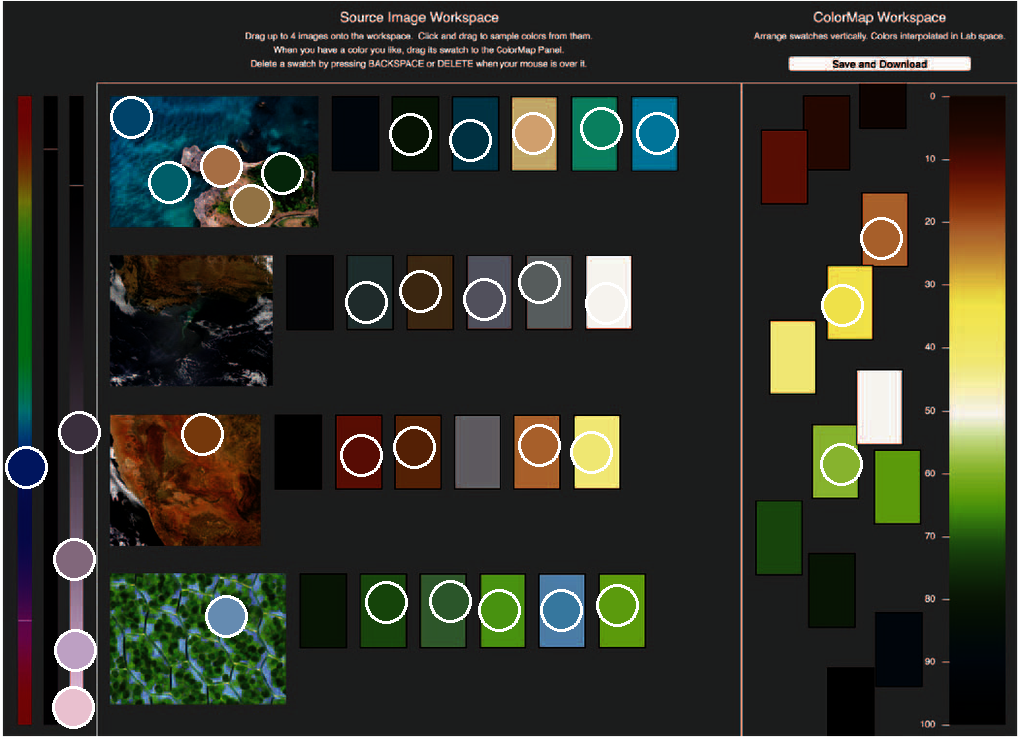 Source Image Workspace
Drag up to 4 images onto the workspace. Click and drag to sample colors from them.
When you have a color you like, drag its swatch to the ColorMap Panel.
Delete a swatch by pressing BACKSPACE or DELETE when your mouse is over it.
ColorMap Workspace
Arrange swatches vertically. Colors interpolated in Lab space.
Save and Download
0
10
20
30
40
50
60
70
80
90
100